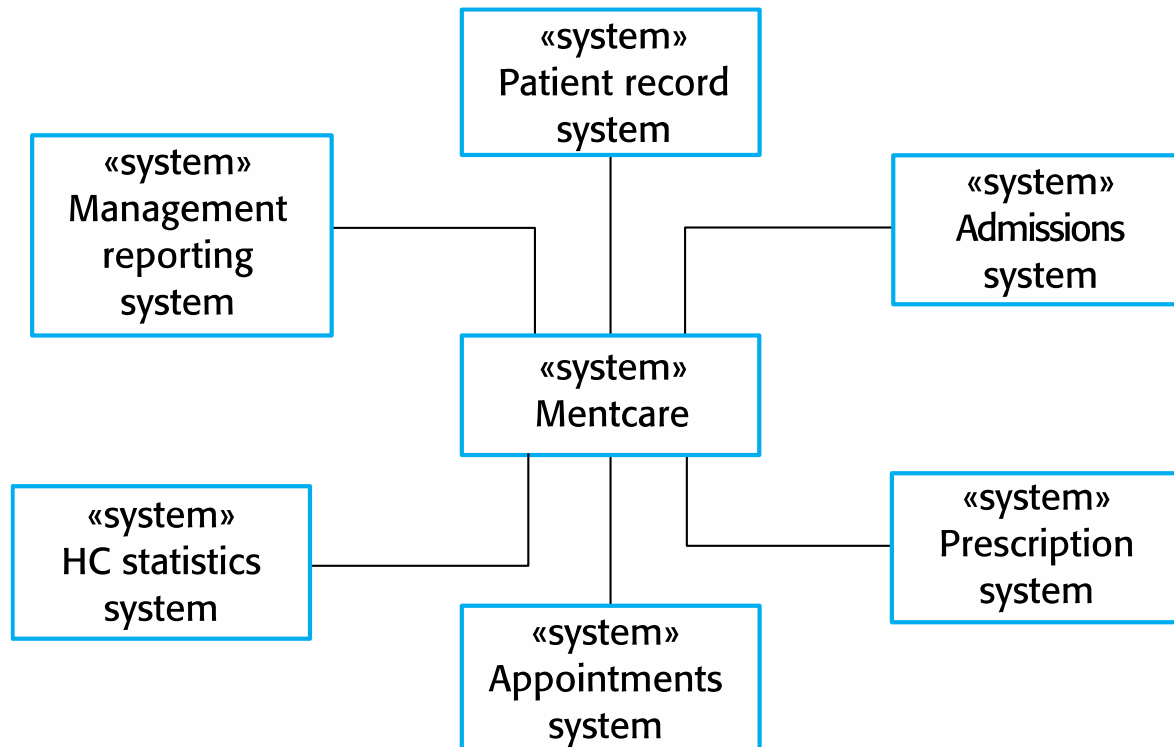 «system»
Patient record
system
«system»
Management
reporting
system
«system»
Admissions
system
«system»
Mentcare
«system»
HC statistics
system
«system»
Prescription
system
«system»
Appointments
system